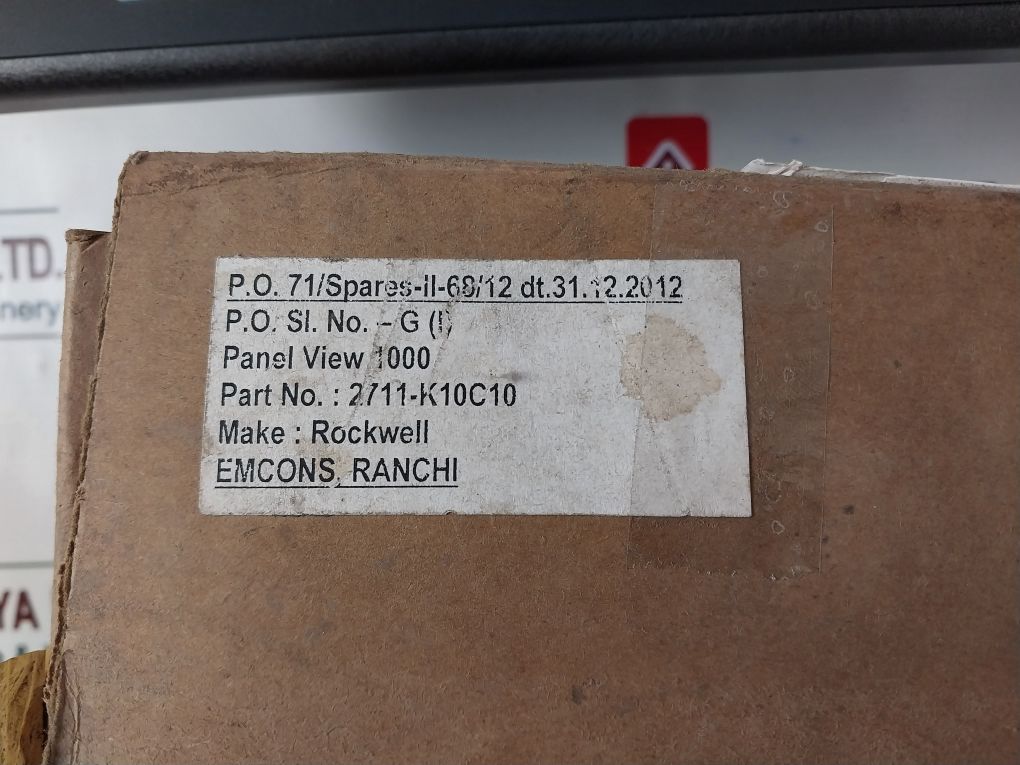 P.O. 71/Spares-II-68/12 dt.31.12.2012
P.O. Sl. No. – G (I)
Panel View 1000
Part No. : 2711-K10C10
Make : Rockwell
EMCONS, RANCHI
LTD.
nery
YA